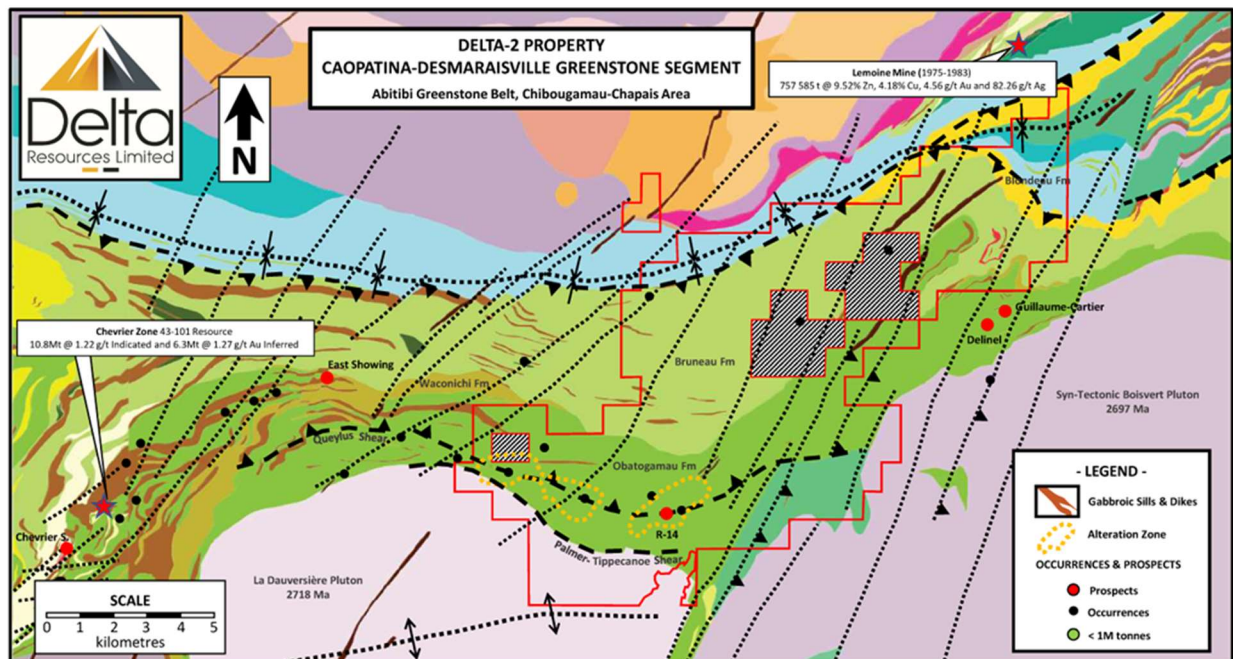 Delta
Resources Limited
N
DELTA-2 PROPERTY
CAOPATINA-DESMARAISVILLE GREENSTONE SEGMENT
Abitibi Greenstone Belt, Chibougamau-Chapais Area
Lemoine Mine (1975-1983)
757 585 t @ 9.52% Zn, 4.18% Cu, 4.56 g/t Au and 82.26 g/t Ag
Blondeau Fm
Chevrier Zone 43-101 Resource
10.8Mt @ 1.22 g/t Indicated and 6.3Mt @ 1.27 g/t Au Inferred
Guillaume-Cartier
Delinel
East Showing
Waconichi Fm
Bruneau Fm
Syn-Tectonic Boisvert Pluton
2697 Ma
Queylus Shear
Obatogamau Fm
R-14
Palmer-Tippecanoe Shear
Chevrier S.
La Dauversière Pluton
2718 Ma
SCALE
0 1 2 3 4 5
kilometres
- LEGEND -
Gabbroic Sills & Dikes
Alteration Zone
OCCURRENCES & PROSPECTS
Prospects
Occurrences
< 1M tonnes